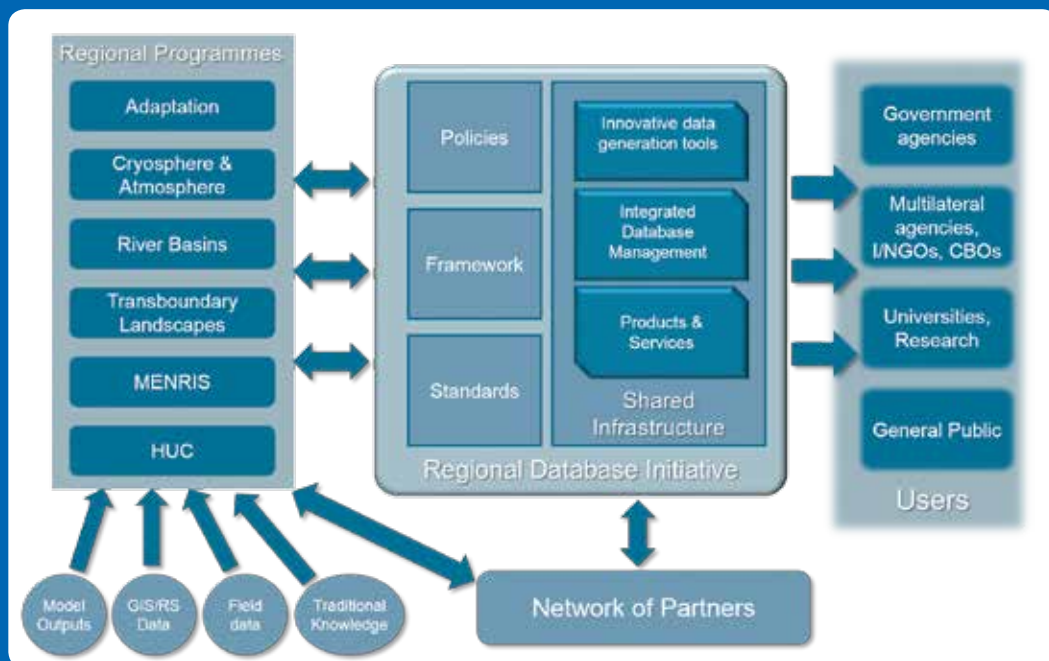 Regional Programmes
Adaptation
Cryosphere &
Atmosphere
River Basins
Transboundary
Landscapes
MENRIS
HUC
Model
Outputs
GIS/RS
Data
Field
data
Traditional
Knowledge
Policies
Framework
Standards
Innovative data
generation tools
Integrated
Database
Management
Products &
Services
Shared
Infrastructure
Regional Database Initiative
Network of Partners
Government
agencies
Multilateral
agencies,
I/NGOs, CBOs
Universities,
Research
General Public
Users